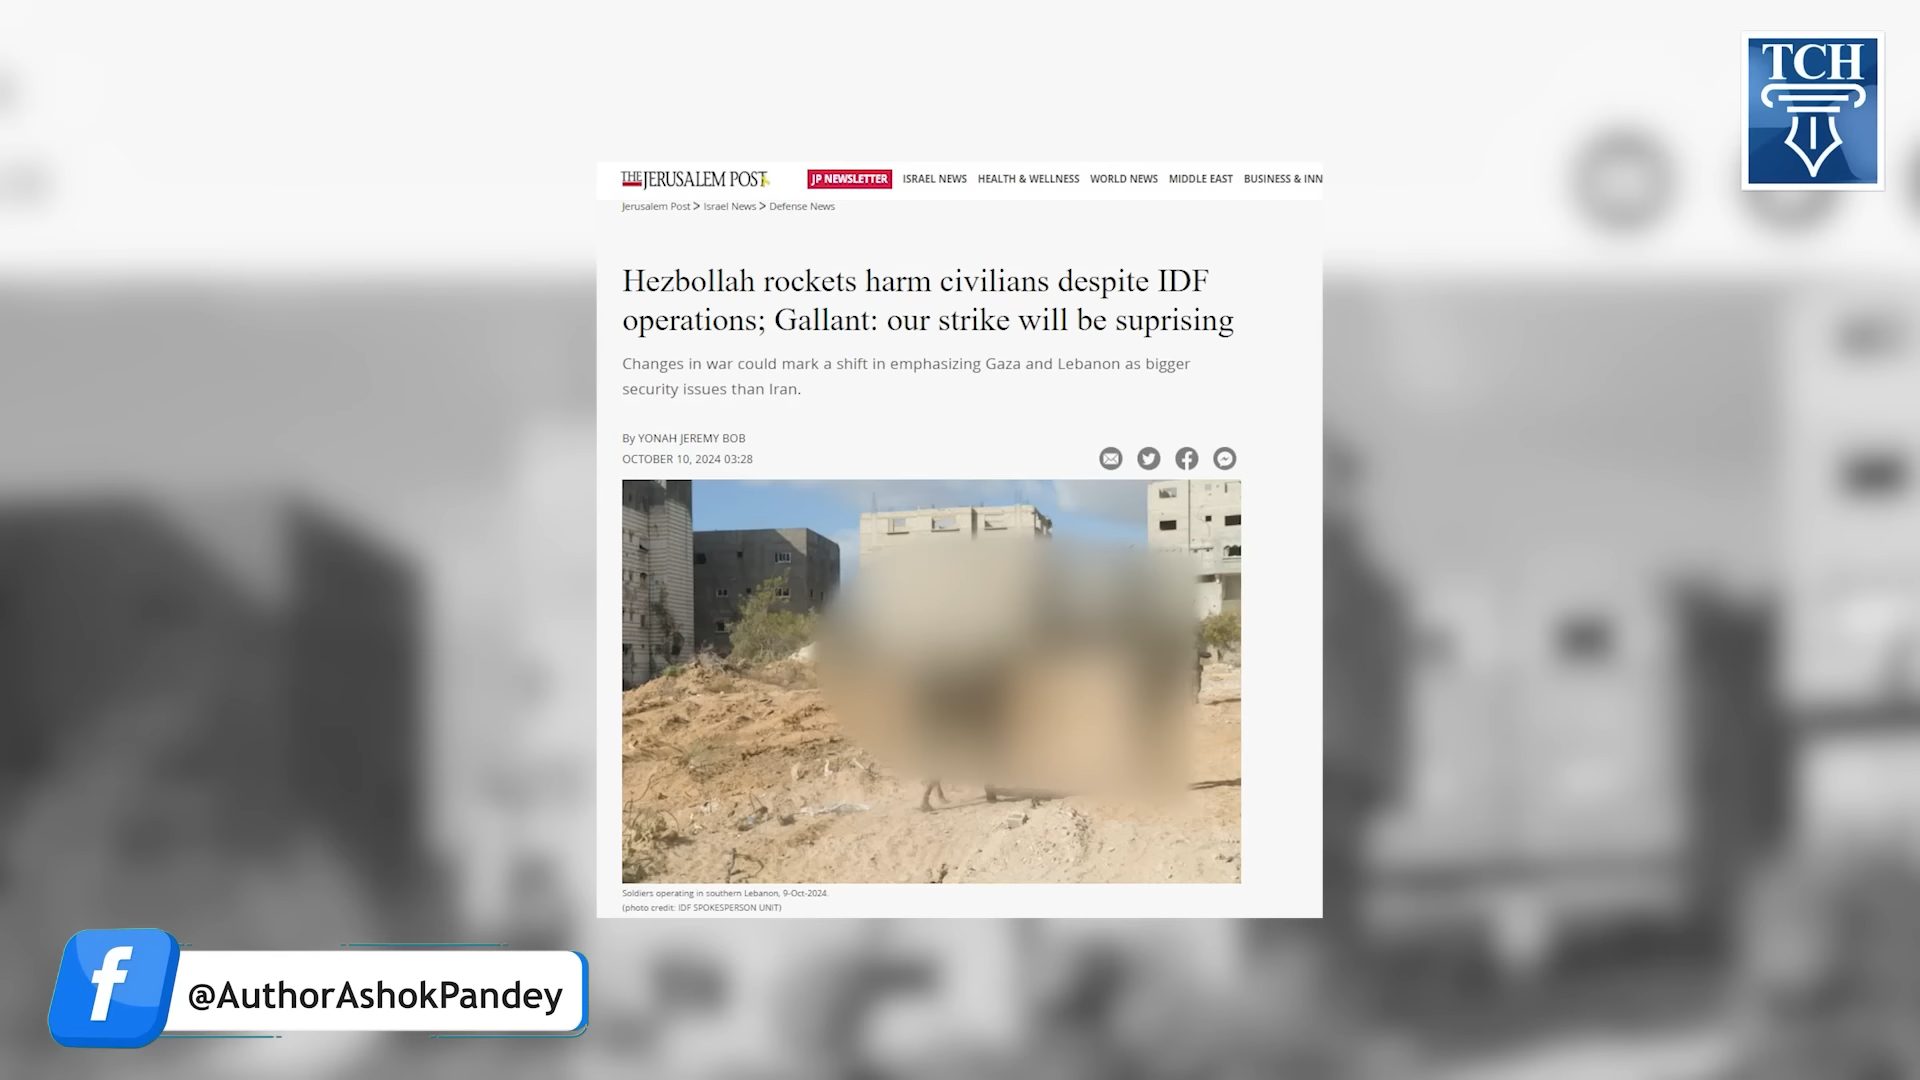 TCH
THE JERUSALEM POST
JP NEWSLETTER ISRAEL NEWS HEALTH & WELLNESS WORLD NEWS MIDDLE EAST BUSINESS & INN
Jerusalem Post > Israel News > Defense News
Hezbollah rockets harm civilians despite IDF
operations; Gallant: our strike will be suprising
Changes in war could mark a shift in emphasizing Gaza and Lebanon as bigger
security issues than Iran.
By YONAH JEREMY BOB
OCTOBER 10, 2024 03:28
Soldiers operating in southern Lebanon, 9-Oct-2024.
(photo credit: IDF SPOKESPERSON UNIT)
@AuthorAshokPandey